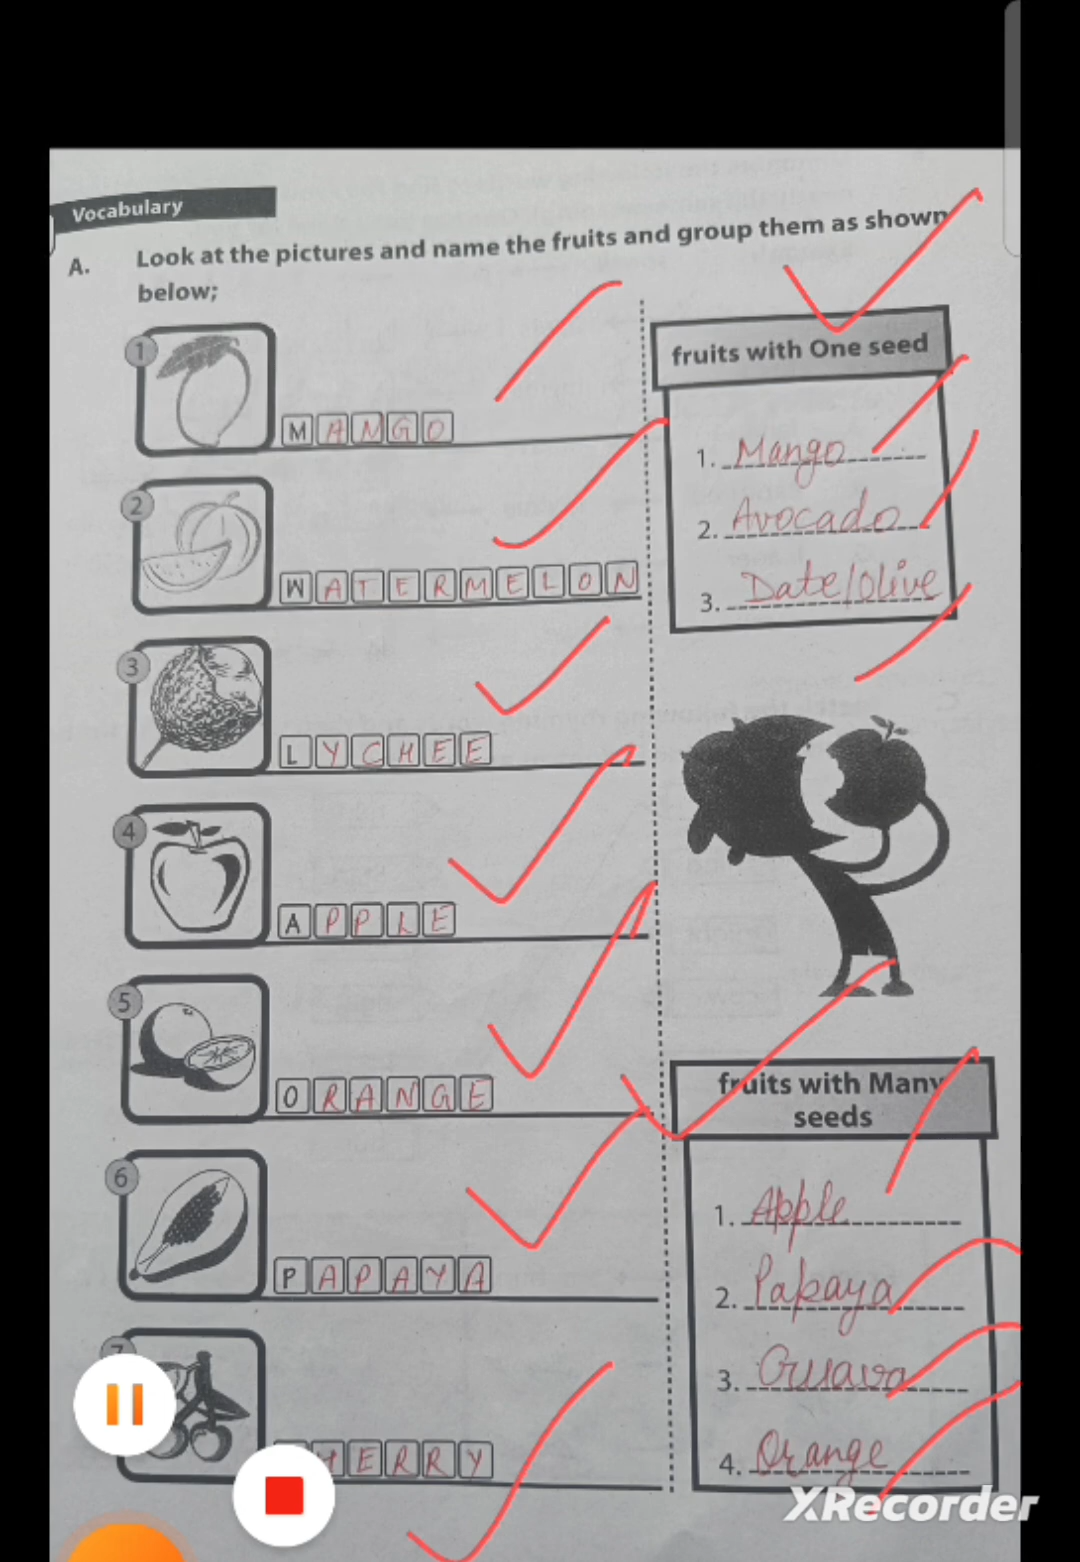 Vocabulary
A. Look at the pictures and name the fruits and group them as shown
below;
1
MANGO
2
WATERMELON
3
LYCHEE
4
APPLE
5
ORANGE
6
PAPAYA
7
HERRY
fruits with One seed
1. Mango
2. Avocado
3. Date/Olive
fruits with Many
seeds
1. Apple
2. Papaya
3. Guava
4. Orange
XRecorder